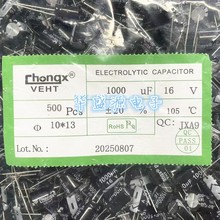 Chongx
VEHT
ELECTROLYTIC CAPACITOR
1000 uF 16 V
500 Pcs ±20% 105 ℃
Φ 10*13 RoHS QC: JXA9
QC
PASS
01
Lot.No.: 20250807